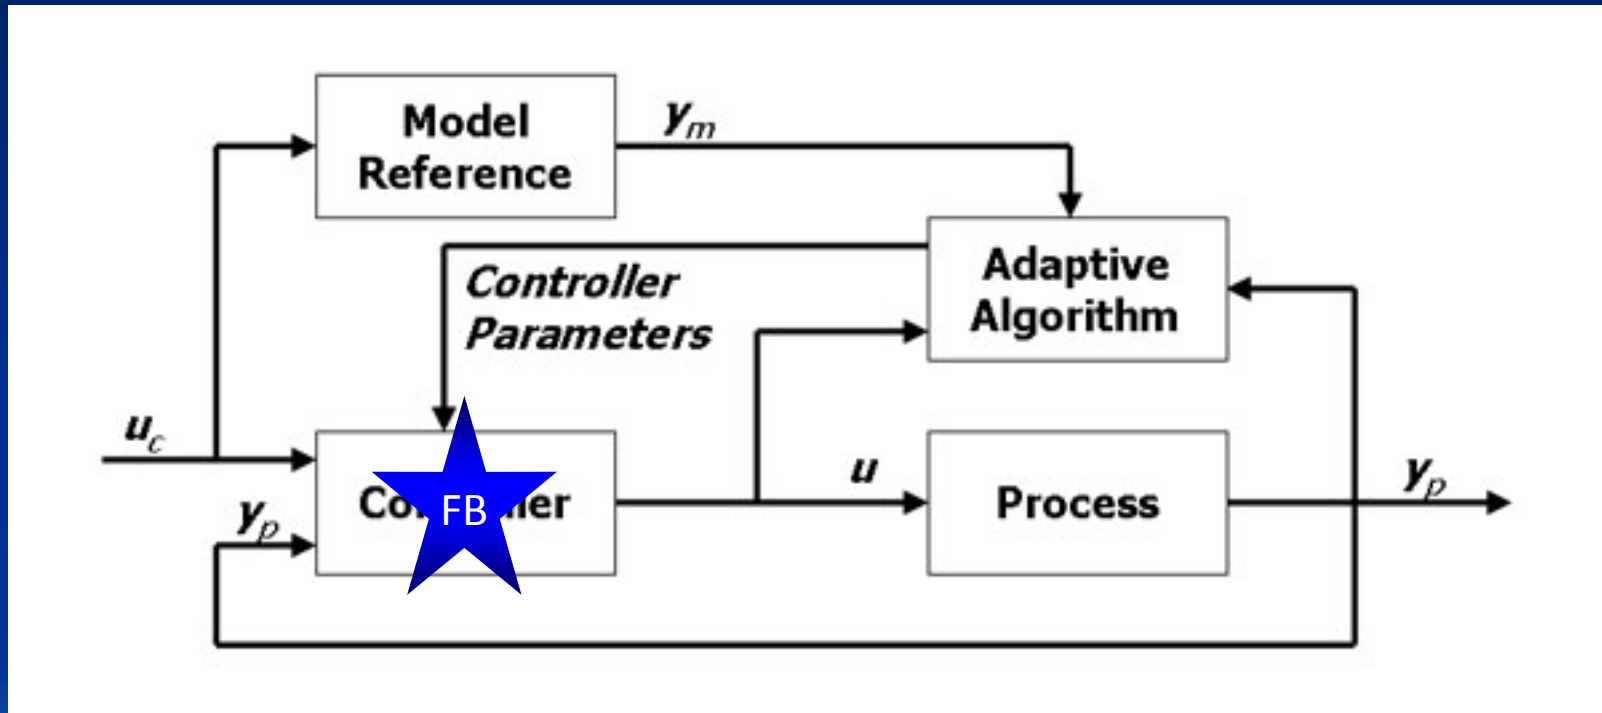 Model
Reference
y_m
Adaptive
Algorithm
Controller
Parameters
u_c
y_p
FB
u
Process
y_p